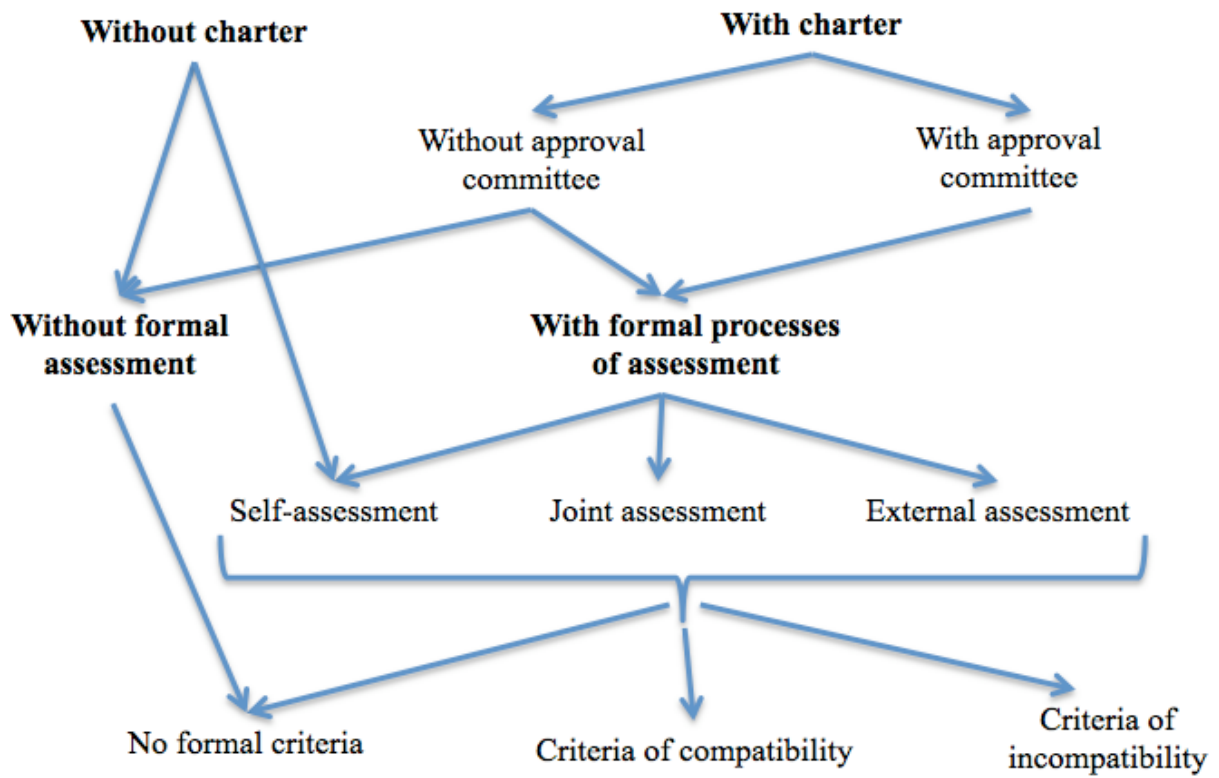 Without charter
With charter
Without approval
committee
With approval
committee
Without formal
assessment
With formal processes
of assessment
Self-assessment
Joint assessment
External assessment
No formal criteria
Criteria of compatibility
Criteria of
incompatibility